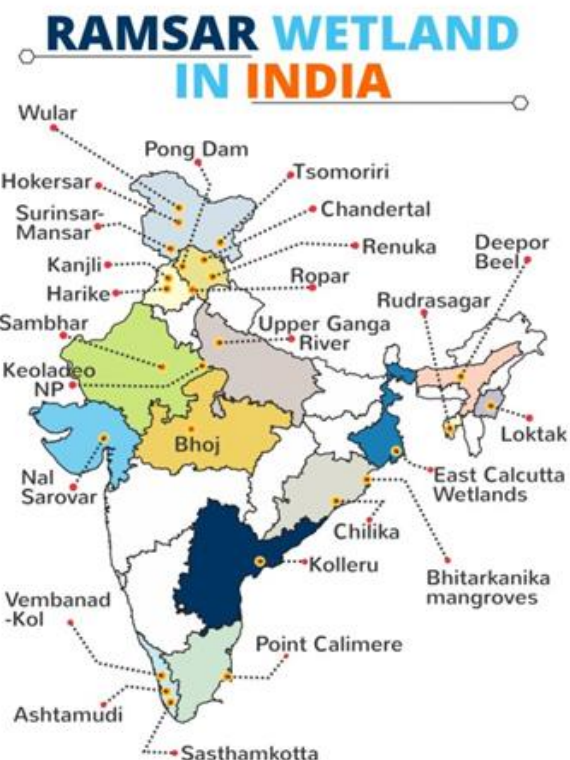 RAMSAR WETLAND
IN INDIA
Wular
Pong Dam
Hokersar
Tsomoriri
Surinsar-
Mansar
Chandertal
Renuka
Deepor
Beel
Kanjli
Ropar
Harike
Rudrasagar
Sambhar
Upper Ganga
River
Keoladeo
NP
Bhoj
Loktak
Nal
Sarovar
East Calcutta
Wetlands
Chilika
Kolleru
Bhitarkanika
mangroves
Vembanad
-Kol
Point Calimere
Ashtamudi
Sasthamkotta